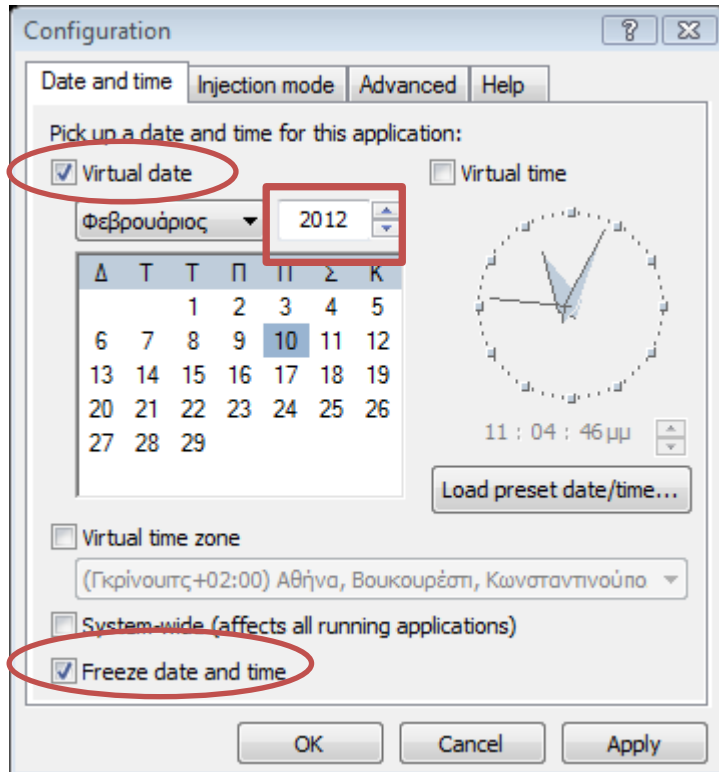 Configuration
Date and time Injection mode Advanced Help
Pick up a date and time for this application:
Virtual date Virtual time
Φεβρουάριος 2012
Δ Τ Τ Π Π Σ Κ
1 2 3 4 5
6 7 8 9 10 11 12
13 14 15 16 17 18 19
20 21 22 23 24 25 26
27 28 29
11 : 04 : 46 μμ
Load preset date/time...
Virtual time zone
(Γκρίνουιτς+02:00) Αθήνα, Βουκουρέστι, Κωνσταντινούπο
System-wide (affects all running applications)
Freeze date and time
OK Cancel Apply